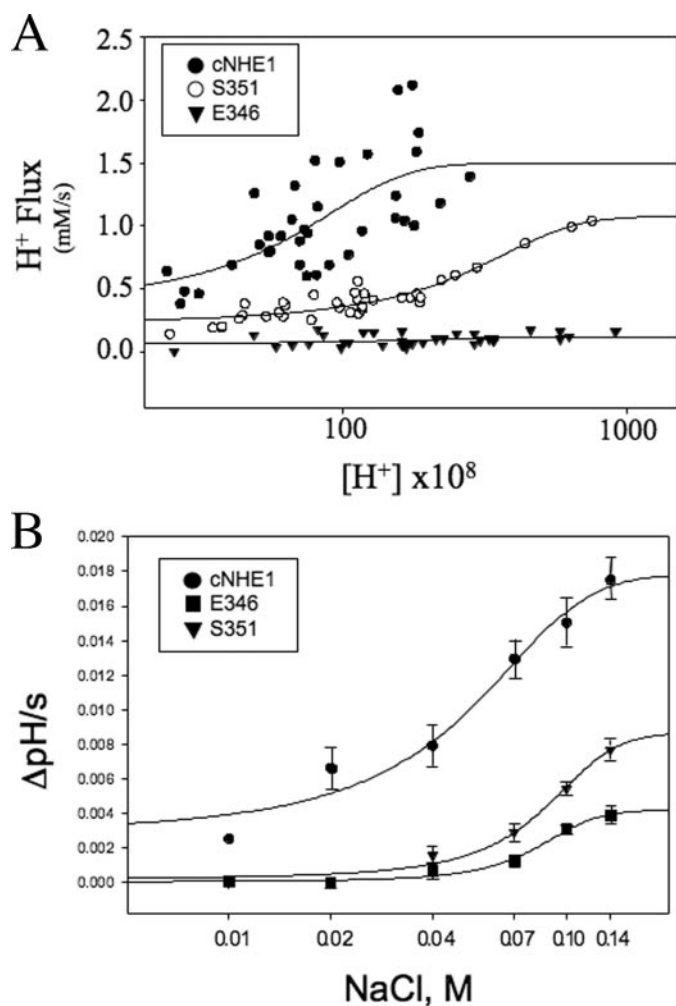 A
2.5
cNHE1
S351
E346
2.0
1.5
1.0
0.5
0.0
H⁺ Flux
(mM/s)
100
1000
[H⁺] x10⁸
B
0.020
cNHE1
E346
S351
0.018
0.016
0.014
0.012
0.010
0.008
0.006
0.004
0.002
0.000
ΔpH/s
0.01
0.02
0.04
0.07
0.10
0.14
NaCl, M